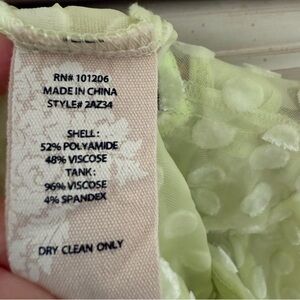 RN# 101206
MADE IN CHINA
STYLE# 2AZ34
SHELL:
52% POLYAMIDE
48% VISCOSE
TANK:
96% VISCOSE
4% SPANDEX
DRY CLEAN ONLY